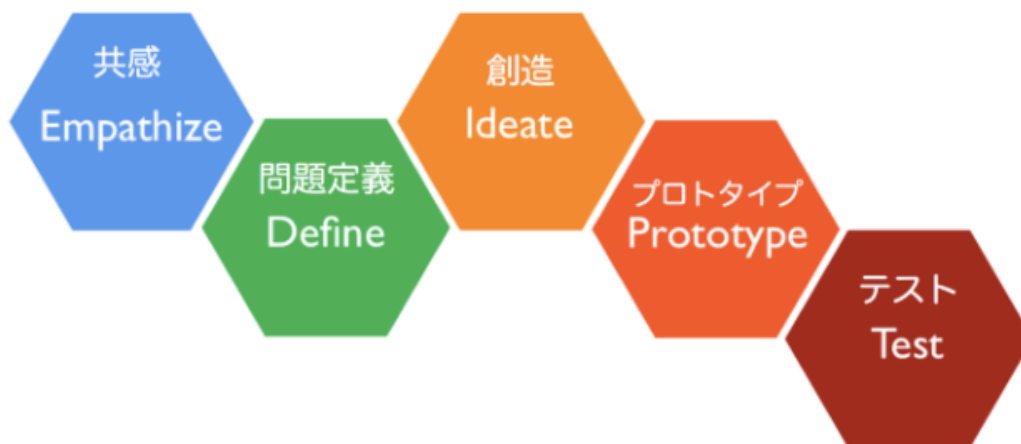 共感
Empathize
問題定義
Define
創造
Ideate
プロトタイプ
Prototype
テスト
Test